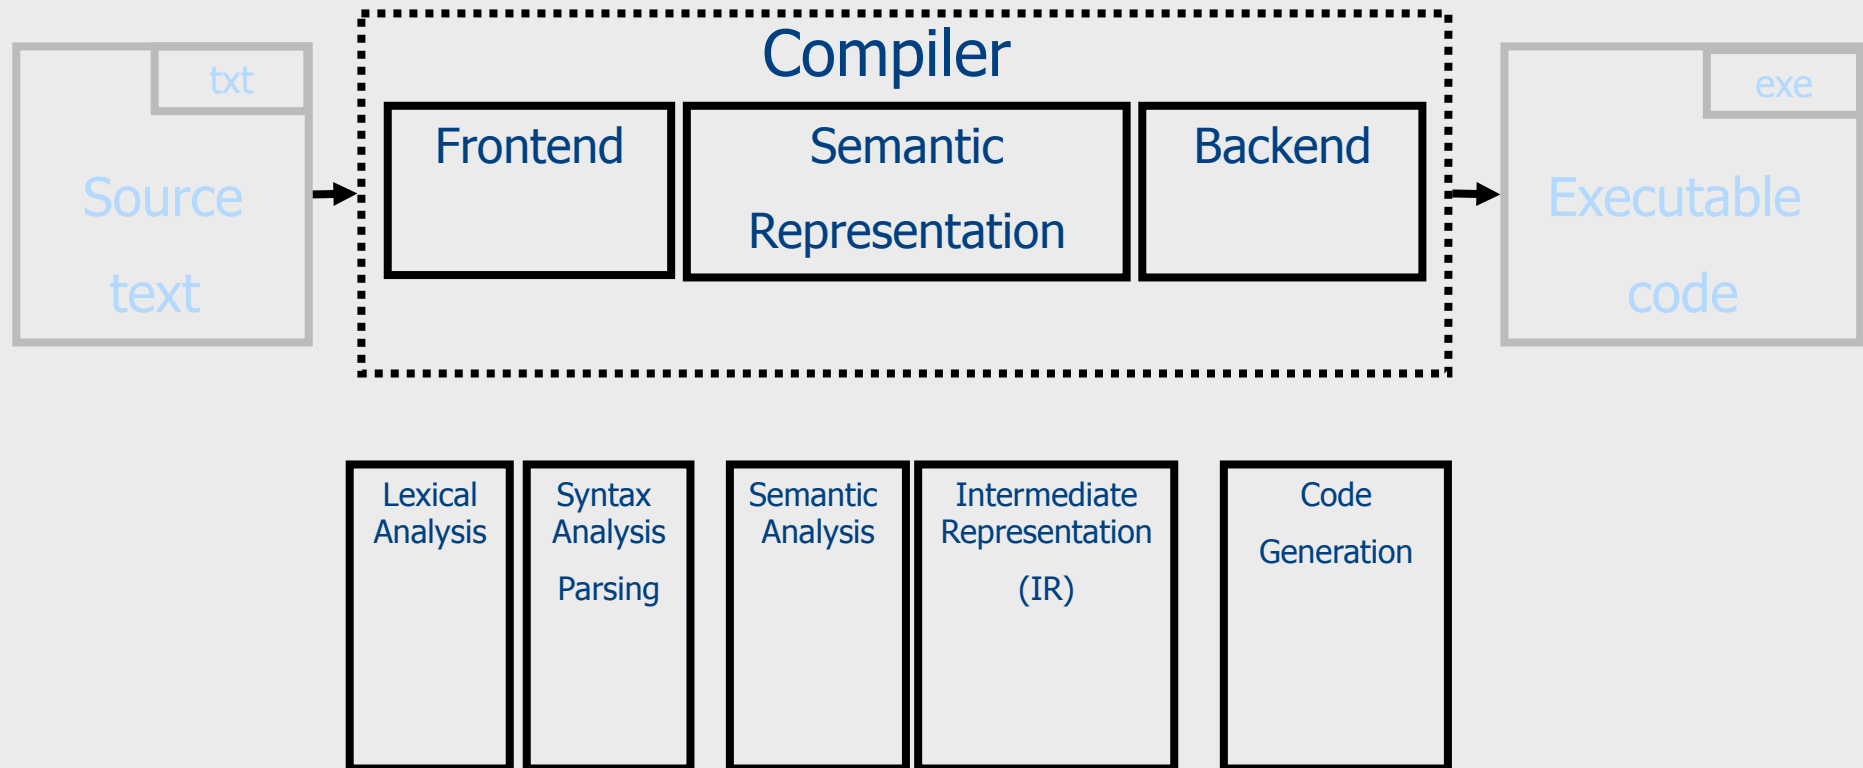 Compiler
txt
Source
text
Frontend
Semantic
Representation
Backend
exe
Executable
code
Lexical
Analysis
Syntax
Analysis
Parsing
Semantic
Analysis
Intermediate
Representation
(IR)
Code
Generation